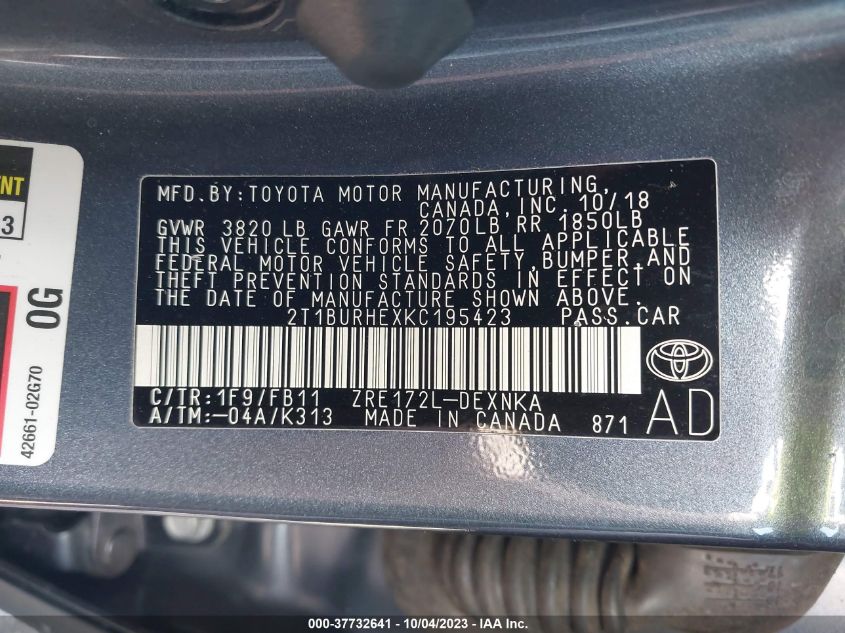 MFD.BY:TOYOTA MOTOR MANUFACTURING,
CANADA,INC. 10/18
GVWR 3820 LB GAWR FR 2070LB RR 1850LB
THIS VEHICLE CONFORMS TO ALL APPLICABLE
FEDERAL MOTOR VEHICLE SAFETY,BUMPER,AND
THEFT PREVENTION STANDARDS IN EFFECT ON
THE DATE OF MANUFACTURE SHOWN ABOVE.
2T1BURHEXKC195423 PASS.CAR
C/TR:1F9/FB11 ZRE172L-DEXNKA
A/TM:-04A/K313 MADE IN CANADA 871
AD
3
0G
42661-02G70
000-37732641 - 10/04/2023 - IAA Inc.